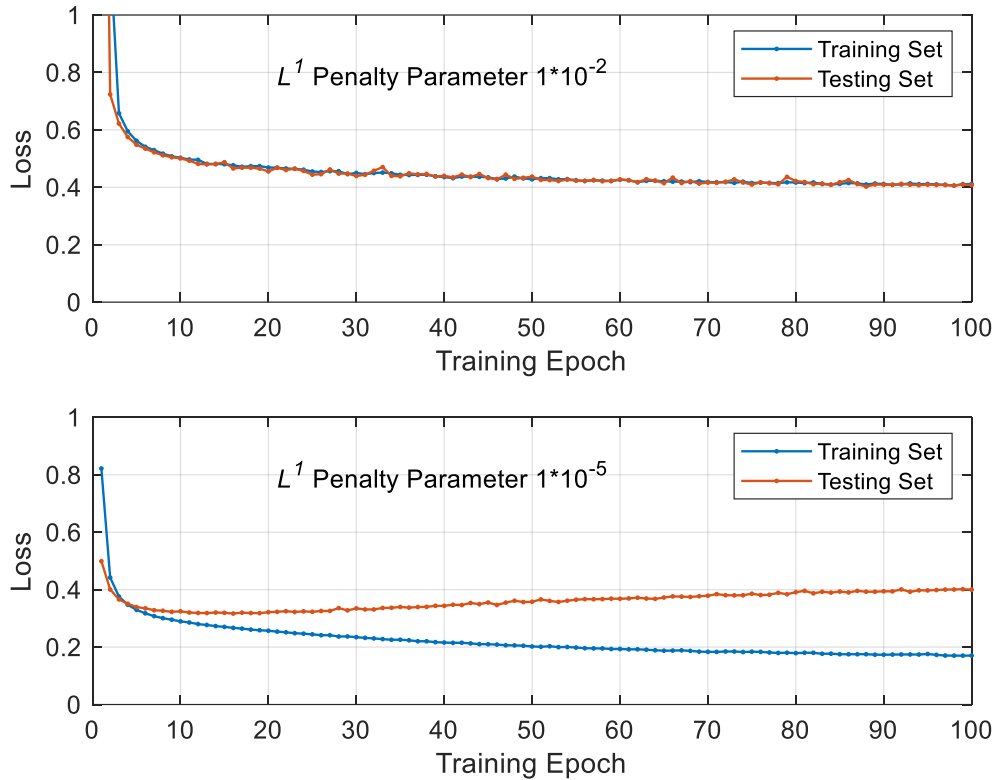 1
0.8
0.6
0.4
0.2
0
Loss
L¹ Penalty Parameter 1*10⁻²
Training Set
Testing Set
0 10 20 30 40 50 60 70 80 90 100
Training Epoch
1
0.8
0.6
0.4
0.2
0
Loss
L¹ Penalty Parameter 1*10⁻⁵
Training Set
Testing Set
0 10 20 30 40 50 60 70 80 90 100
Training Epoch